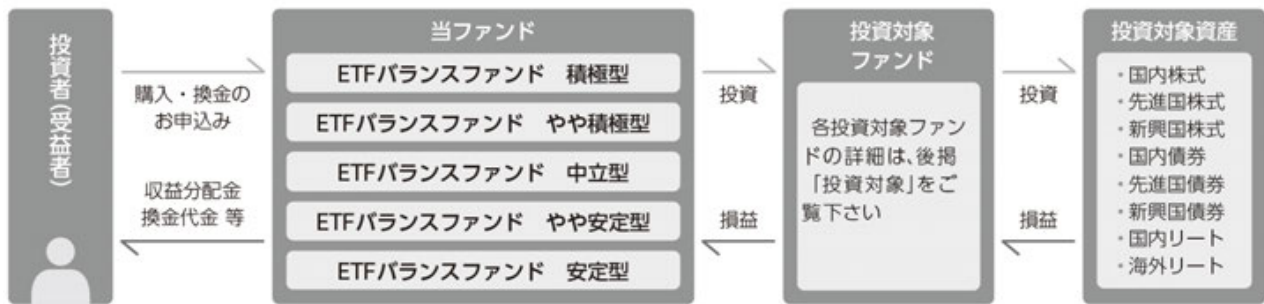 投資者(受益者)
購入・換金の
お申込み
収益分配金
換金代金 等
当ファンド
ETFバランスファンド 積極型
ETFバランスファンド やや積極型
ETFバランスファンド 中立型
ETFバランスファンド やや安定型
ETFバランスファンド 安定型
投資
損益
投資対象
ファンド
各投資対象ファン
ドの詳細は、後掲
「投資対象」をご
覧下さい
投資
損益
投資対象資産
・国内株式
・先進国株式
・新興国株式
・国内債券
・先進国債券
・新興国債券
・国内リート
・海外リート